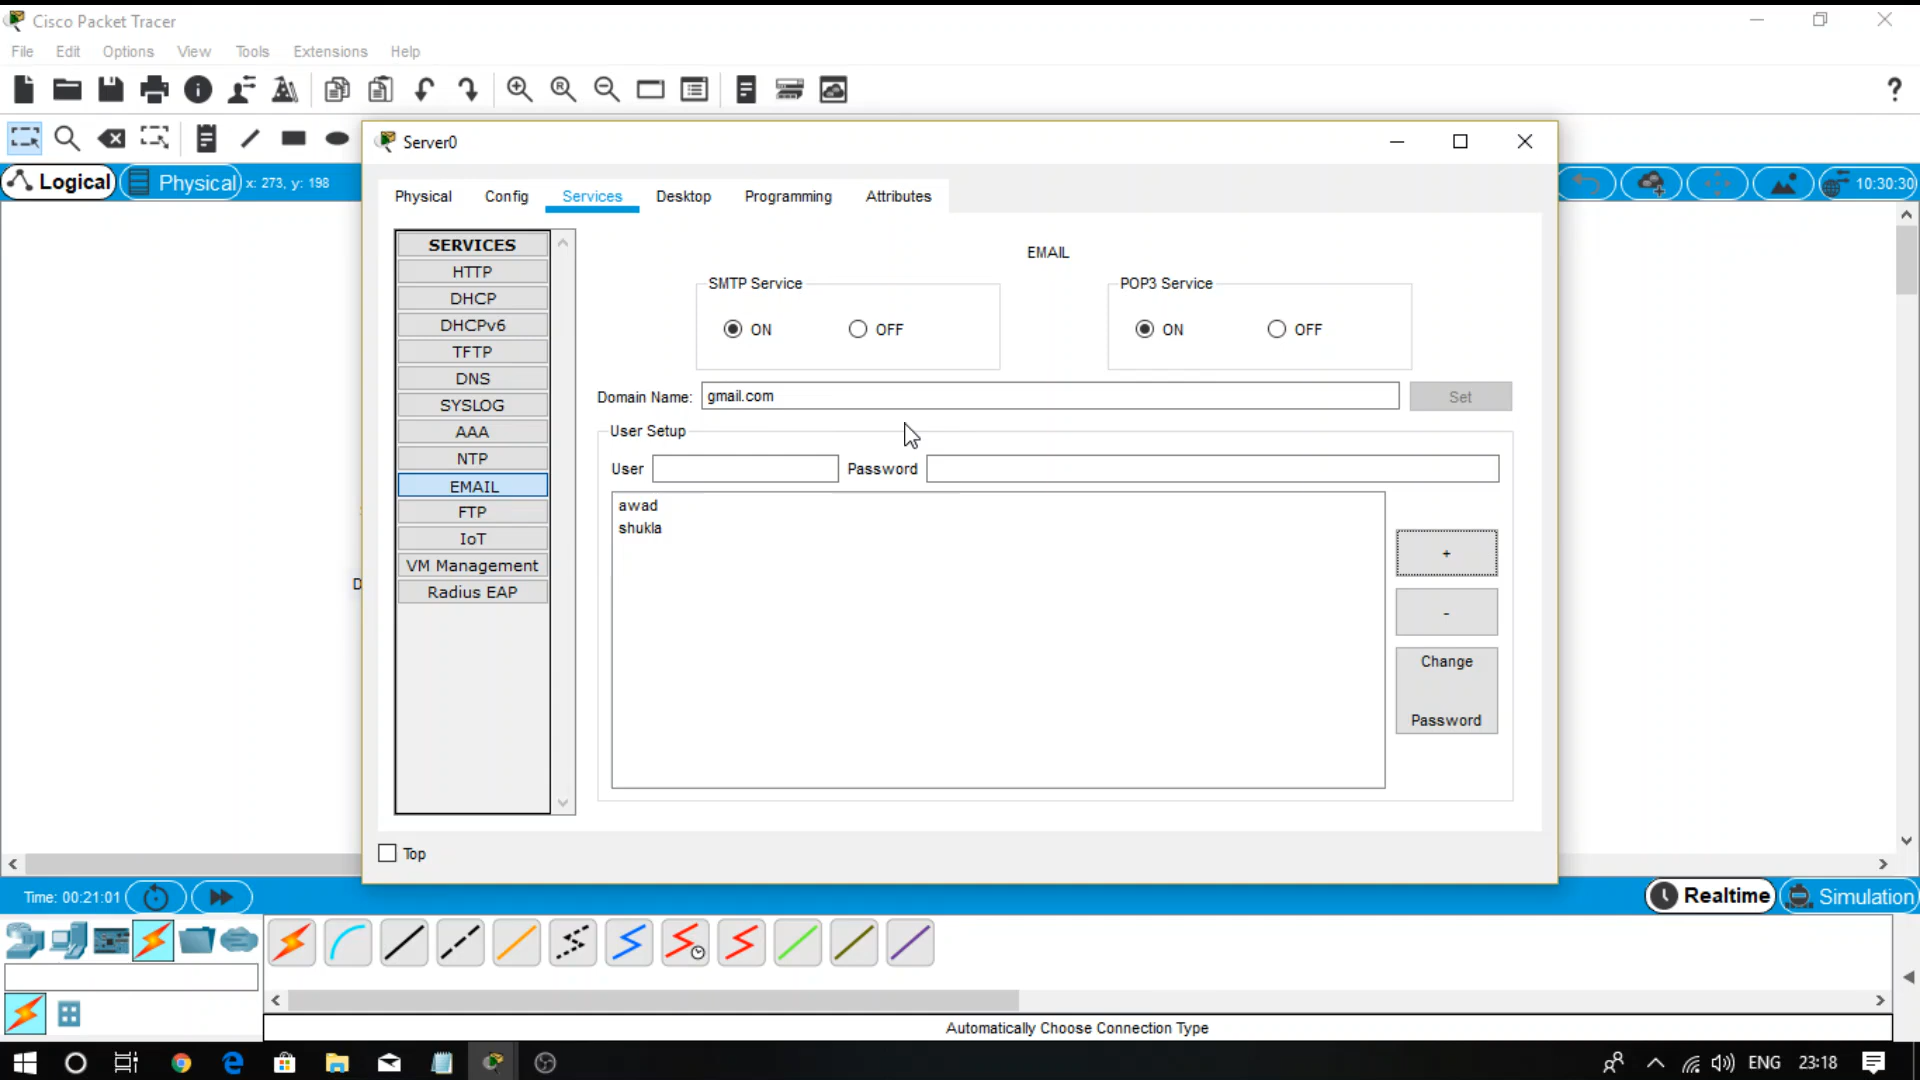 Cisco Packet Tracer
File Edit Options View Tools Extensions Help
?
Server0
Logical Physical x: 273, y: 198 10:30:30
Physical Config Services Desktop Programming Attributes
SERVICES
HTTP
DHCP
DHCPv6
TFTP
DNS
SYSLOG
AAA
NTP
EMAIL
FTP
IoT
VM Management
Radius EAP
EMAIL
SMTP Service
ON OFF
POP3 Service
ON OFF
Domain Name: gmail.com Set
User Setup
User Password
awad
shukla
+
-
Change
Password
D
Top
Time: 00:21:01 Realtime Simulation
Automatically Choose Connection Type
ENG 23:18